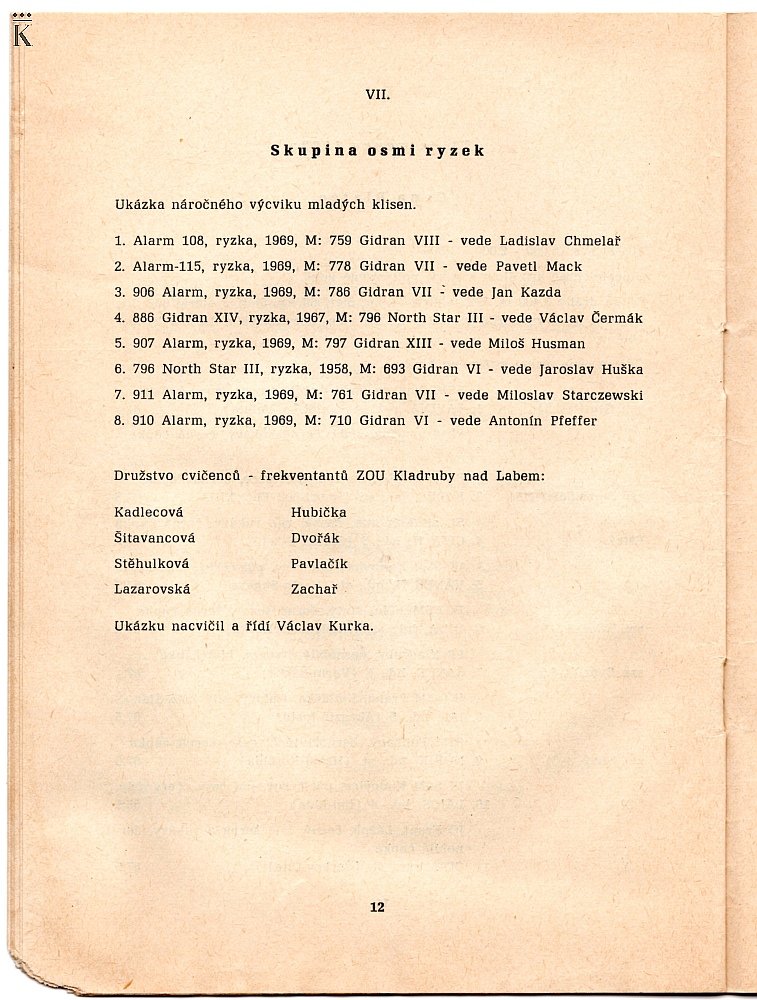 K
VII.
Skupina osmi ryzek
Ukázka náročného výcviku mladých klisen.
1. Alarm 108, ryzka, 1969, M: 759 Gidran VIII - vede Ladislav Chmelař
2. Alarm-115, ryzka, 1969, M: 778 Gidran VII - vede Pavetl Mack
3. 906 Alarm, ryzka, 1969, M: 786 Gidran VII - vede Jan Kazda
4. 886 Gidran XIV, ryzka, 1967, M: 796 North Star III - vede Václav Čermák
5. 907 Alarm, ryzka, 1969, M: 797 Gidran XIII - vede Miloš Husman
6. 796 North Star III, ryzka, 1958, M: 693 Gidran VI - vede Jaroslav Huška
7. 911 Alarm, ryzka, 1969, M: 761 Gidran VII - vede Miloslav Starczewski
8. 910 Alarm, ryzka, 1969, M: 710 Gidran VI - vede Antonín Pfeffer
Družstvo cvičenců - frekventantů ZOU Kladruby nad Labem:
Kadlecová Hubička
Šitavancová Dvořák
Stěhulková Pavlačík
Lazarovská Zachař
Ukázku nacvičil a řídí Václav Kurka.
12